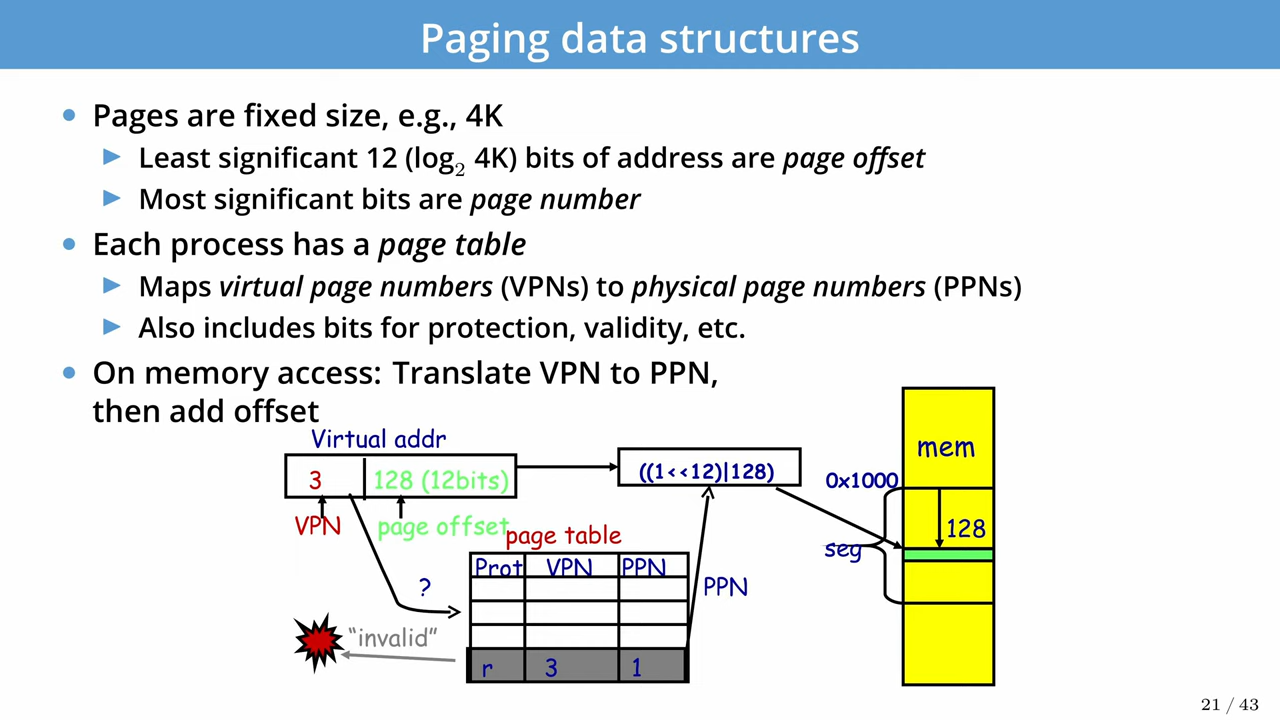 Paging data structures
• Pages are fixed size, e.g., 4K
▶ Least significant 12 (log₂ 4K) bits of address are page offset
▶ Most significant bits are page number
• Each process has a page table
▶ Maps virtual page numbers (VPNs) to physical page numbers (PPNs)
▶ Also includes bits for protection, validity, etc.
• On memory access: Translate VPN to PPN,
then add offset
Virtual addr
3 128 (12bits)
VPN page offset
((1<<12)|128)
mem
0x1000
128
seg
page table
Prot VPN PPN
?
PPN
"invalid"
r 3 1
21 / 43